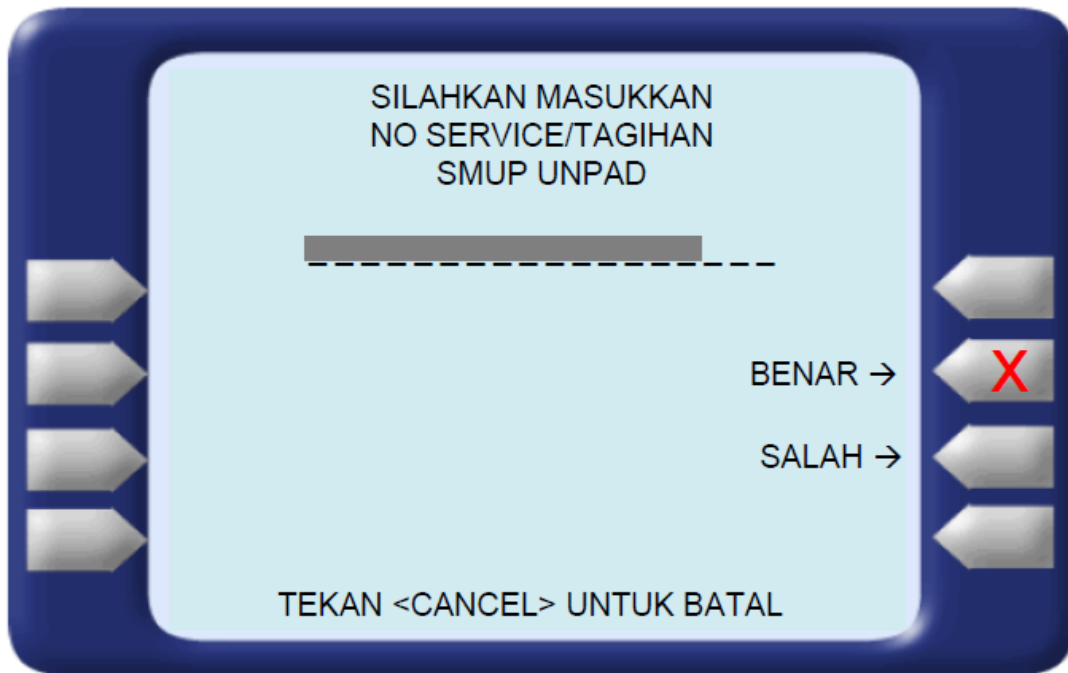 SILAHKAN MASUKKAN
NO SERVICE/TAGIHAN
SMUP UNPAD
_ _ _ _ _ _ _ _ _ _ _ _ _ _ _ _ _ _
BENAR →
X
SALAH →
TEKAN <CANCEL> UNTUK BATAL